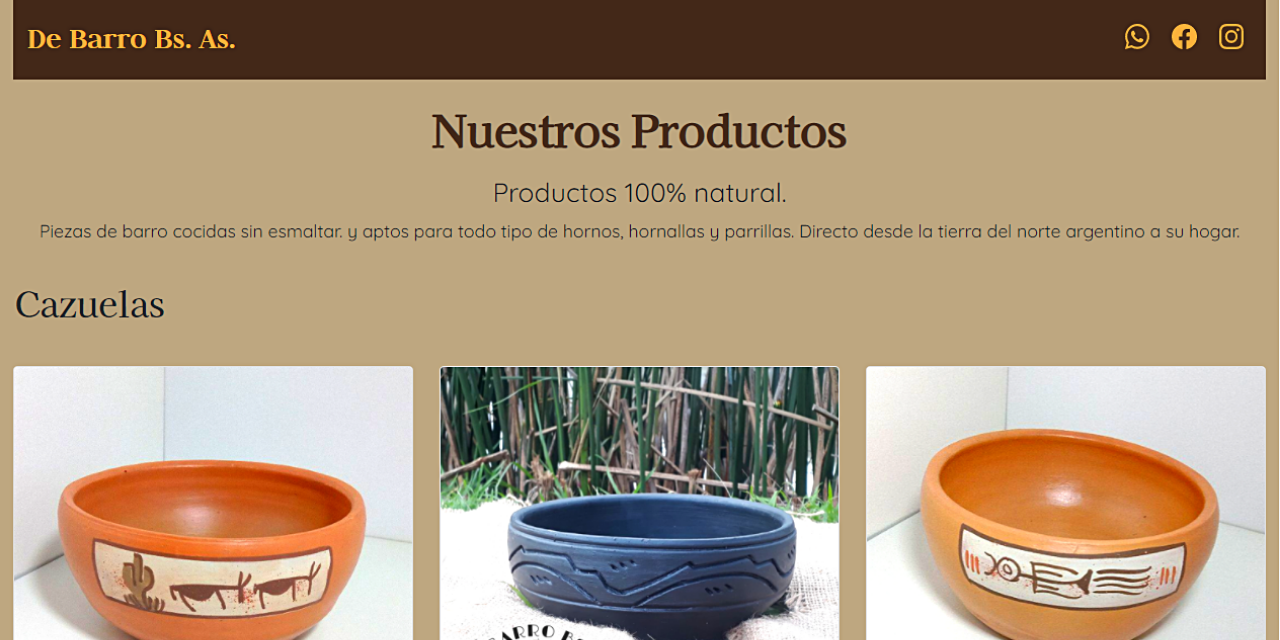 De Barro Bs. As.
Nuestros Productos
Productos 100% natural.
Piezas de barro cocidas sin esmaltar. y aptos para todo tipo de hornos, hornallas y parrillas. Directo desde la tierra del norte argentino a su hogar.
Cazuelas
BARRO